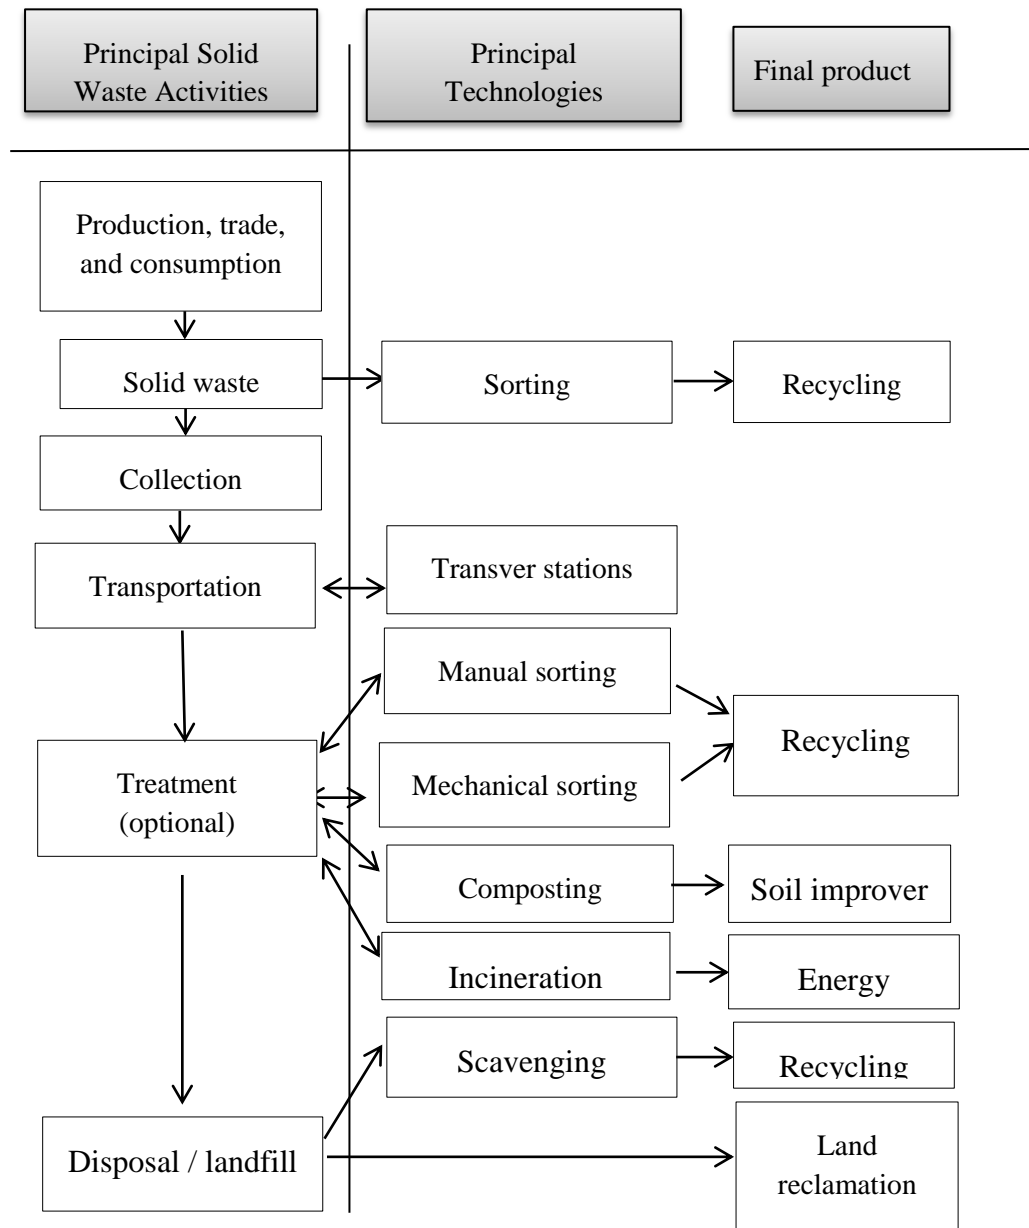 Principal Solid
Waste Activities
Principal
Technologies
Final product
Production, trade,
and consumption
Solid waste
Sorting
Recycling
Collection
Transportation
Transver stations
Manual sorting
Recycling
Treatment
(optional)
Mechanical sorting
Composting
Soil improver
Incineration
Energy
Scavenging
Recycling
Disposal / landfill
Land
reclamation